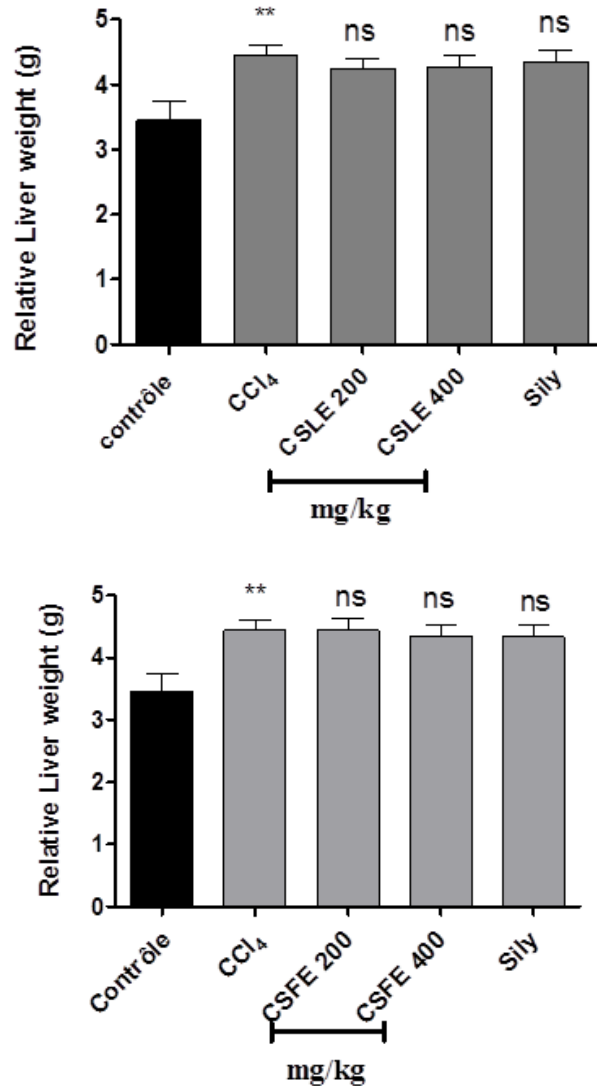 **
ns
ns
ns
5
4
3
2
1
0
Relative Liver weight (g)
contrôle
CCl₄
CSLE 200
CSLE 400
Sily
mg/kg
**
ns
ns
ns
5
4
3
2
1
0
Relative Liver weight (g)
Contrôle
CCl₄
CSFE 200
CSFE 400
Sily
mg/kg